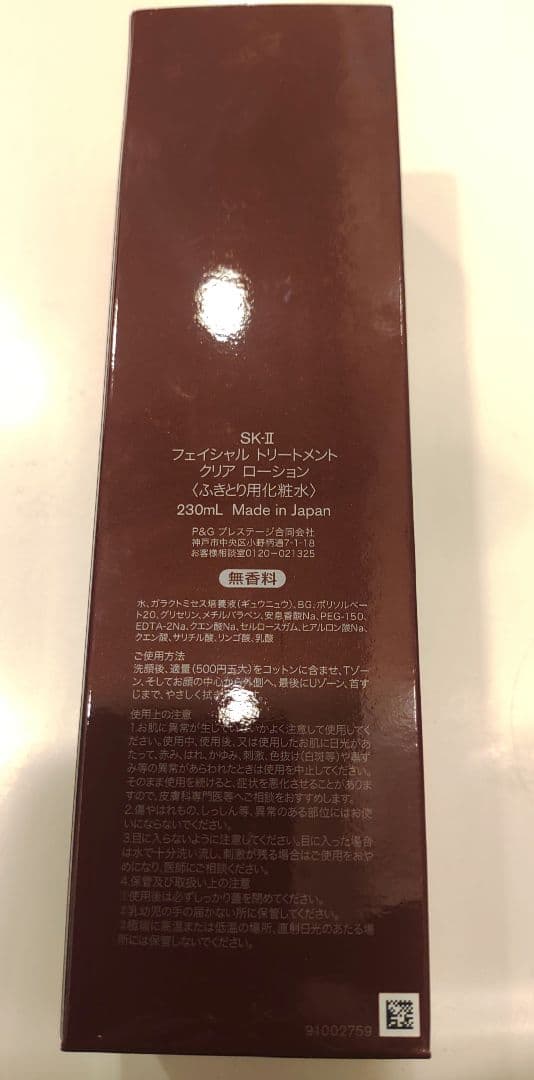 SK-II
フェイシャル トリートメント
クリア ローション
〈ふきとり用化粧水〉
230mL Made in Japan
P&G プレステージ合同会社
神戸市中央区小野柄通7-1-18
お客様相談室0120-021325
無香料
水、ガラクトミセス培養液(ギュウニュウ)、BG、ポリソルベー
ト20、グリセリン、メチルパラベン、安息香酸Na、PEG-150、
EDTA-2Na、クエン酸Na、セルロースガム、ヒアルロン酸Na、
クエン酸、サリチル酸、リンゴ酸、乳酸
ご使用方法
洗顔後、適量(500円玉大)をコットンに含ませ、Tゾー
ン、そしてお顔の中心から外側へ、最後にUゾーン、首す
じまで、やさしく拭き
使用上の注意
1.お肌に異常が生じていないかよく注意して使用してく
ださい。使用中、使用後、又は使用したお肌に日光があ
たって、赤み、はれ、かゆみ、刺激、色抜け(白斑等)や黒ず
み等の異常があらわれたときは使用を中止してください。
そのまま使用を続けると、症状を悪化させることがありま
すので、皮膚科専門医等へご相談をおすすめします。
2.傷やはれもの、しっしん等、異常のある部位にはお使
いにならないでください。
3.目に入らないように注意してください。目に入った場合
は水で十分洗い流し、刺激が残る場合はご使用をおや
めになり、医師にご相談ください。
4.保管及び取扱い上の注意
①使用後は必ずしっかり蓋を閉めてください。
②乳幼児の手の届かない所に保管してください。
③極端に高温または低温の場所、直射日光のあたる場
所には保管しないでください。
91002759